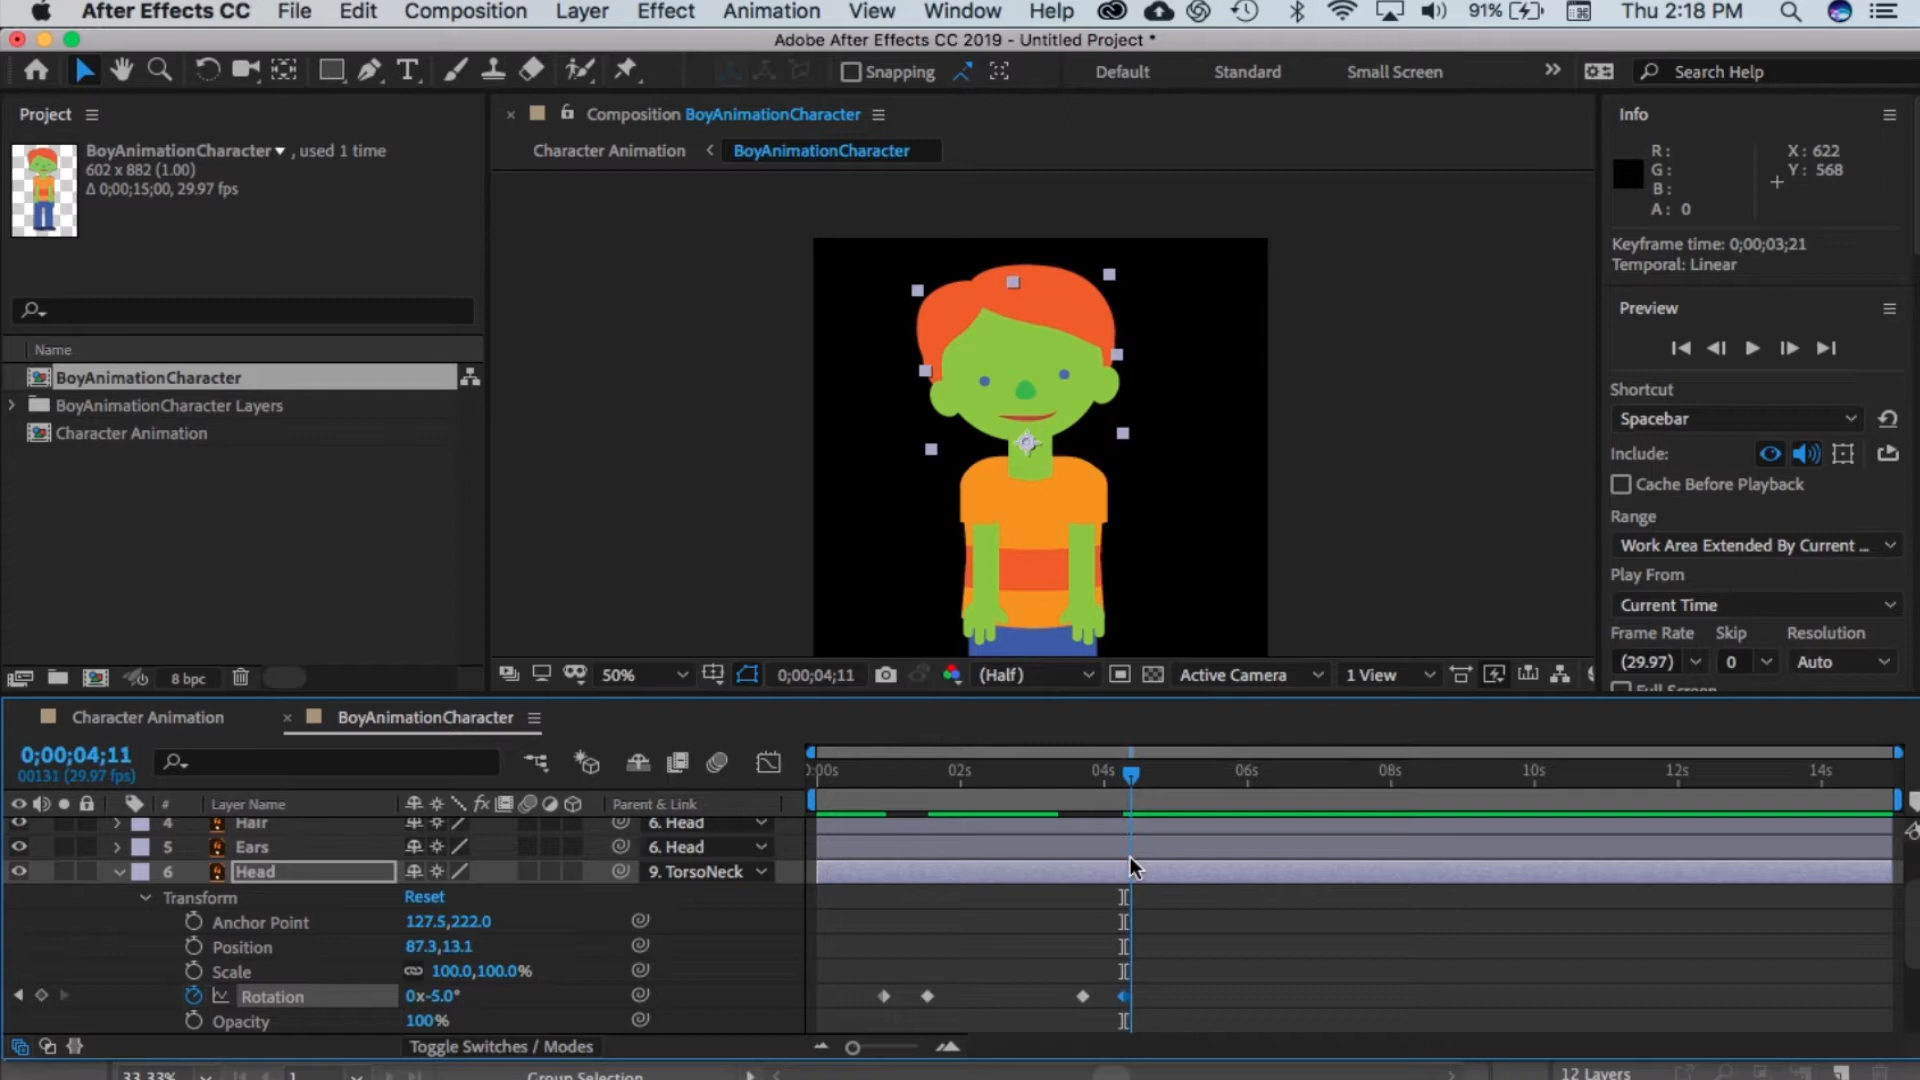 After Effects CC File Edit Composition Layer Effect Animation View Window Help 91% Thu 2:18 PM
Adobe After Effects CC 2019 - Untitled Project *
Snapping Default Standard Small Screen Search Help
Project
BoyAnimationCharacter , used 1 time
602 x 882 (1.00)
Δ 0;00;15;00, 29.97 fps
Name
BoyAnimationCharacter
BoyAnimationCharacter Layers
Character Animation
8 bpc
Composition BoyAnimationCharacter
Character Animation BoyAnimationCharacter
50% 0;00;04;11 (Half) Active Camera 1 View
Info
R: X: 622
G: Y: 568
B:
A: 0
Keyframe time: 0;00;03;21
Temporal: Linear
Preview
Shortcut
Spacebar
Include:
Cache Before Playback
Range
Work Area Extended By Current ...
Play From
Current Time
Frame Rate Skip Resolution
(29.97) 0 Auto
Full Screen
Character Animation BoyAnimationCharacter
0;00;04;11
00131 (29.97 fps)
# Layer Name fx Parent & Link
):00s 02s 04s 06s 08s 10s 12s 14s
4 Hair 6. Head
5 Ears 6. Head
6 Head 9. TorsoNeck
Transform Reset
Anchor Point 127.5,222.0
Position 87.3,13.1
Scale 100.0,100.0%
Rotation 0x-5.0°
Opacity 100%
Toggle Switches / Modes
33.33% 1 Group Selection 12 Layers